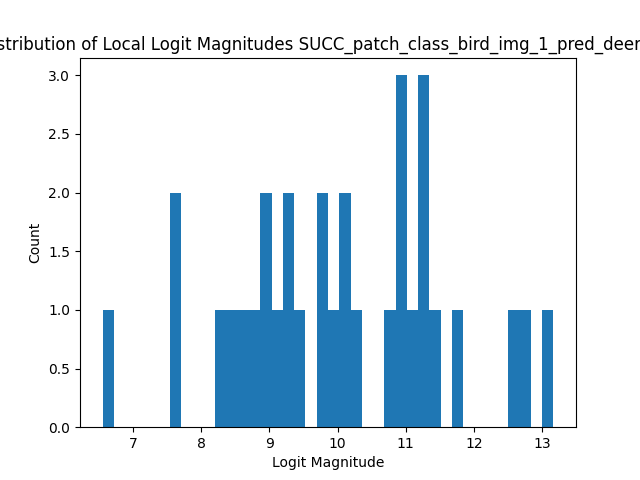 stribution of Local Logit Magnitudes SUCC_patch_class_bird_img_1_pred_deer
3.0
2.5
2.0
1.5
1.0
0.5
0.0
Count
7 8 9 10 11 12 13
Logit Magnitude